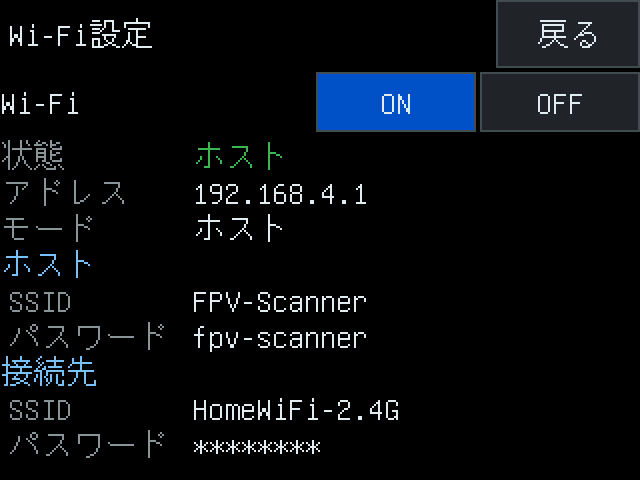 Wi-Fi設定 戻る
Wi-Fi ON OFF
状態 ホスト
アドレス 192.168.4.1
モード ホスト
ホスト
SSID FPV-Scanner
パスワード fpv-scanner
接続先
SSID HomeWiFi-2.4G
パスワード ********